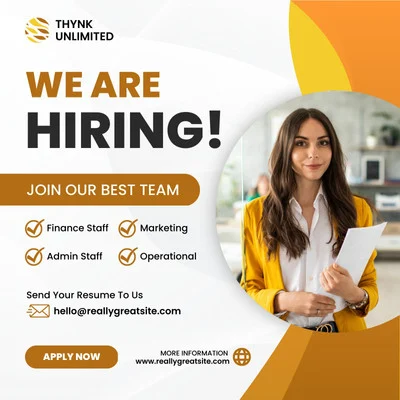 THYNK
UNLIMITED
WE ARE
HIRING!
JOIN OUR BEST TEAM
Finance Staff
Marketing
Admin Staff
Operational
Send Your Resume To Us
hello@reallygreatsite.com
APPLY NOW
MORE INFORMATION
www.reallygreatsite.com